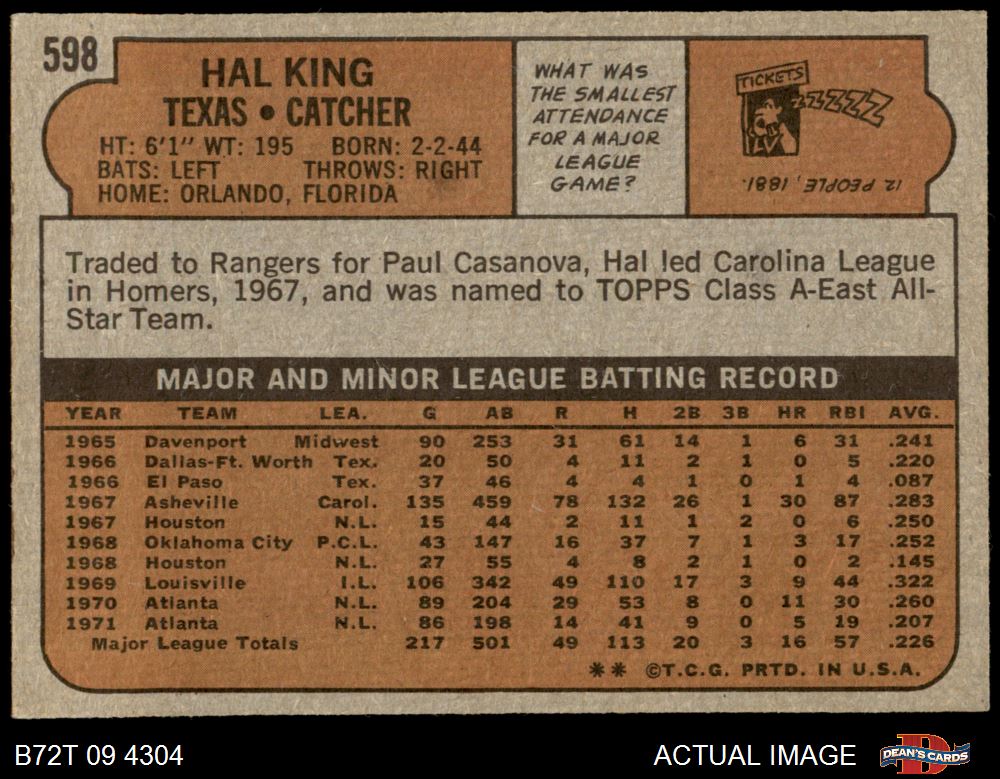 598
HAL KING
TEXAS • CATCHER
HT: 6'1" WT: 195 BORN: 2-2-44
BATS: LEFT THROWS: RIGHT
HOME: ORLANDO, FLORIDA
WHAT WAS
THE SMALLEST
ATTENDANCE
FOR A MAJOR
LEAGUE
GAME?
TICKETS
ZZZZZZ
12 PEOPLE, 1881.
Traded to Rangers for Paul Casanova, Hal led Carolina League
in Homers, 1967, and was named to TOPPS Class A-East All-
Star Team.
MAJOR AND MINOR LEAGUE BATTING RECORD
YEAR TEAM LEA. G AB R H 2B 3B HR RBI AVG.
1965 Davenport Midwest 90 253 31 61 14 1 6 31 .241
1966 Dallas-Ft. Worth Tex. 20 50 4 11 2 1 0 5 .220
1966 El Paso Tex. 37 46 4 4 1 0 1 4 .087
1967 Asheville Carol. 135 459 78 132 26 1 30 87 .283
1967 Houston N.L. 15 44 2 11 1 2 0 6 .250
1968 Oklahoma City P.C.L. 43 147 16 37 7 1 3 17 .252
1968 Houston N.L. 27 55 4 8 2 1 0 2 .145
1969 Louisville I.L. 106 342 49 110 17 3 9 44 .322
1970 Atlanta N.L. 89 204 29 53 8 0 11 30 .260
1971 Atlanta N.L. 86 198 14 41 9 0 5 19 .207
Major League Totals 217 501 49 113 20 3 16 57 .226
** ©T.C.G. PRTD. IN U.S.A.
B72T 09 4304
ACTUAL IMAGE
DEAN'S CARDS